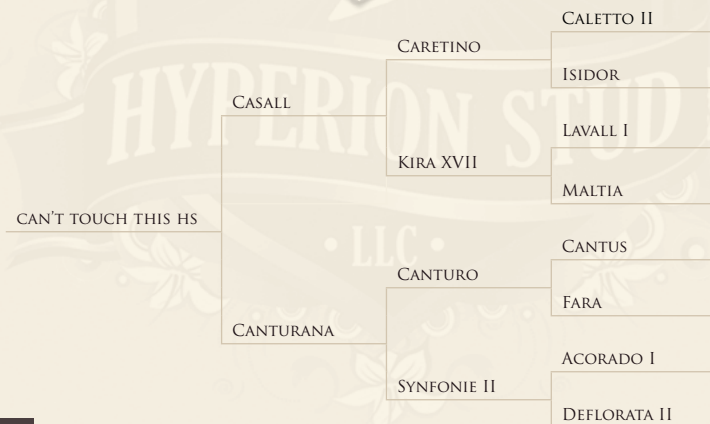 CALETTO II
CARETINO
ISIDOR
CASALL
LAVALL I
KIRA XVII
MALTIA
CAN'T TOUCH THIS HS
CANTUS
CANTURO
FARA
CANTURANA
ACORADO I
SYNFONIE II
DEFLORATA II
HYPERION STUD
• LLC •